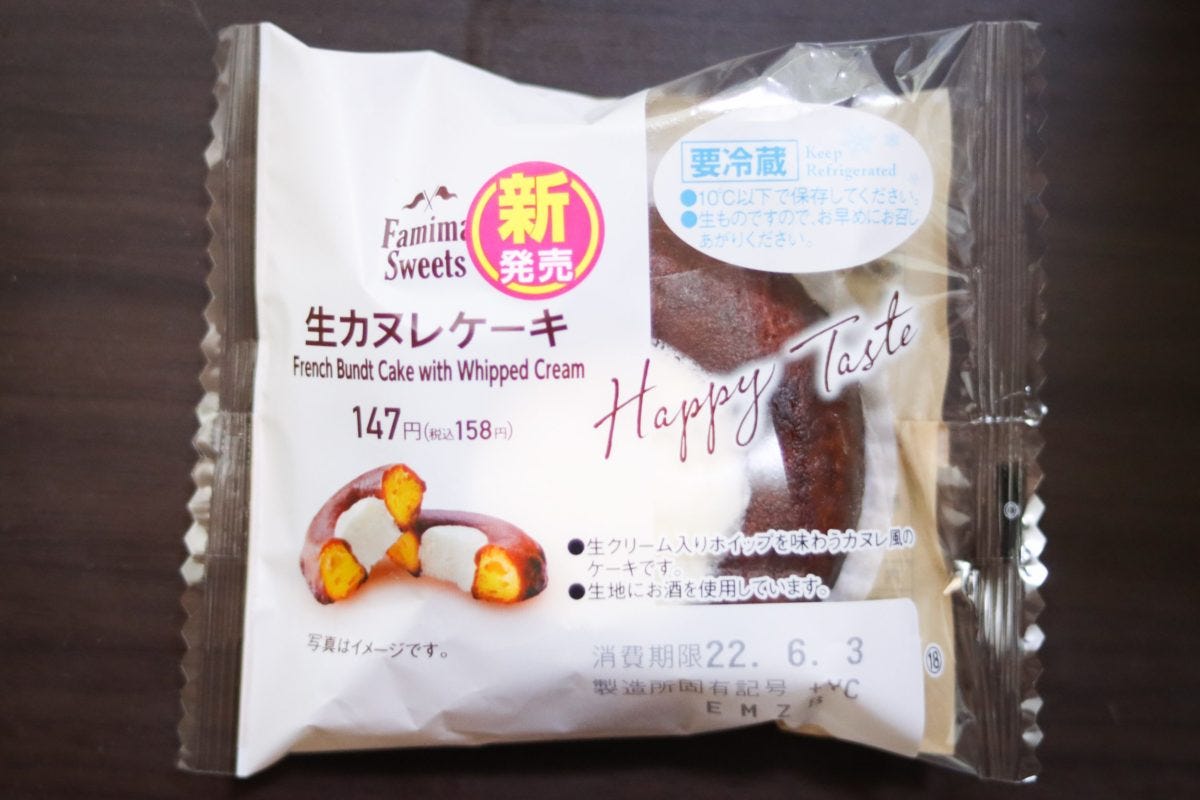 Famima
Sweets
新
発売
生カヌレケーキ
French Bundt Cake with Whipped Cream
147円(税込158円)
要冷蔵
Keep
Refrigerated
●10℃以下で保存してください。
●生ものですので、お早めにお召し
あがりください。
Happy Taste
●生クリーム入りホイップを味わうカヌレ風の
ケーキです。
●生地にお酒を使用しています。
写真はイメージです。
消費期限22. 6. 3
製造所固有記号
EMZ
⑱